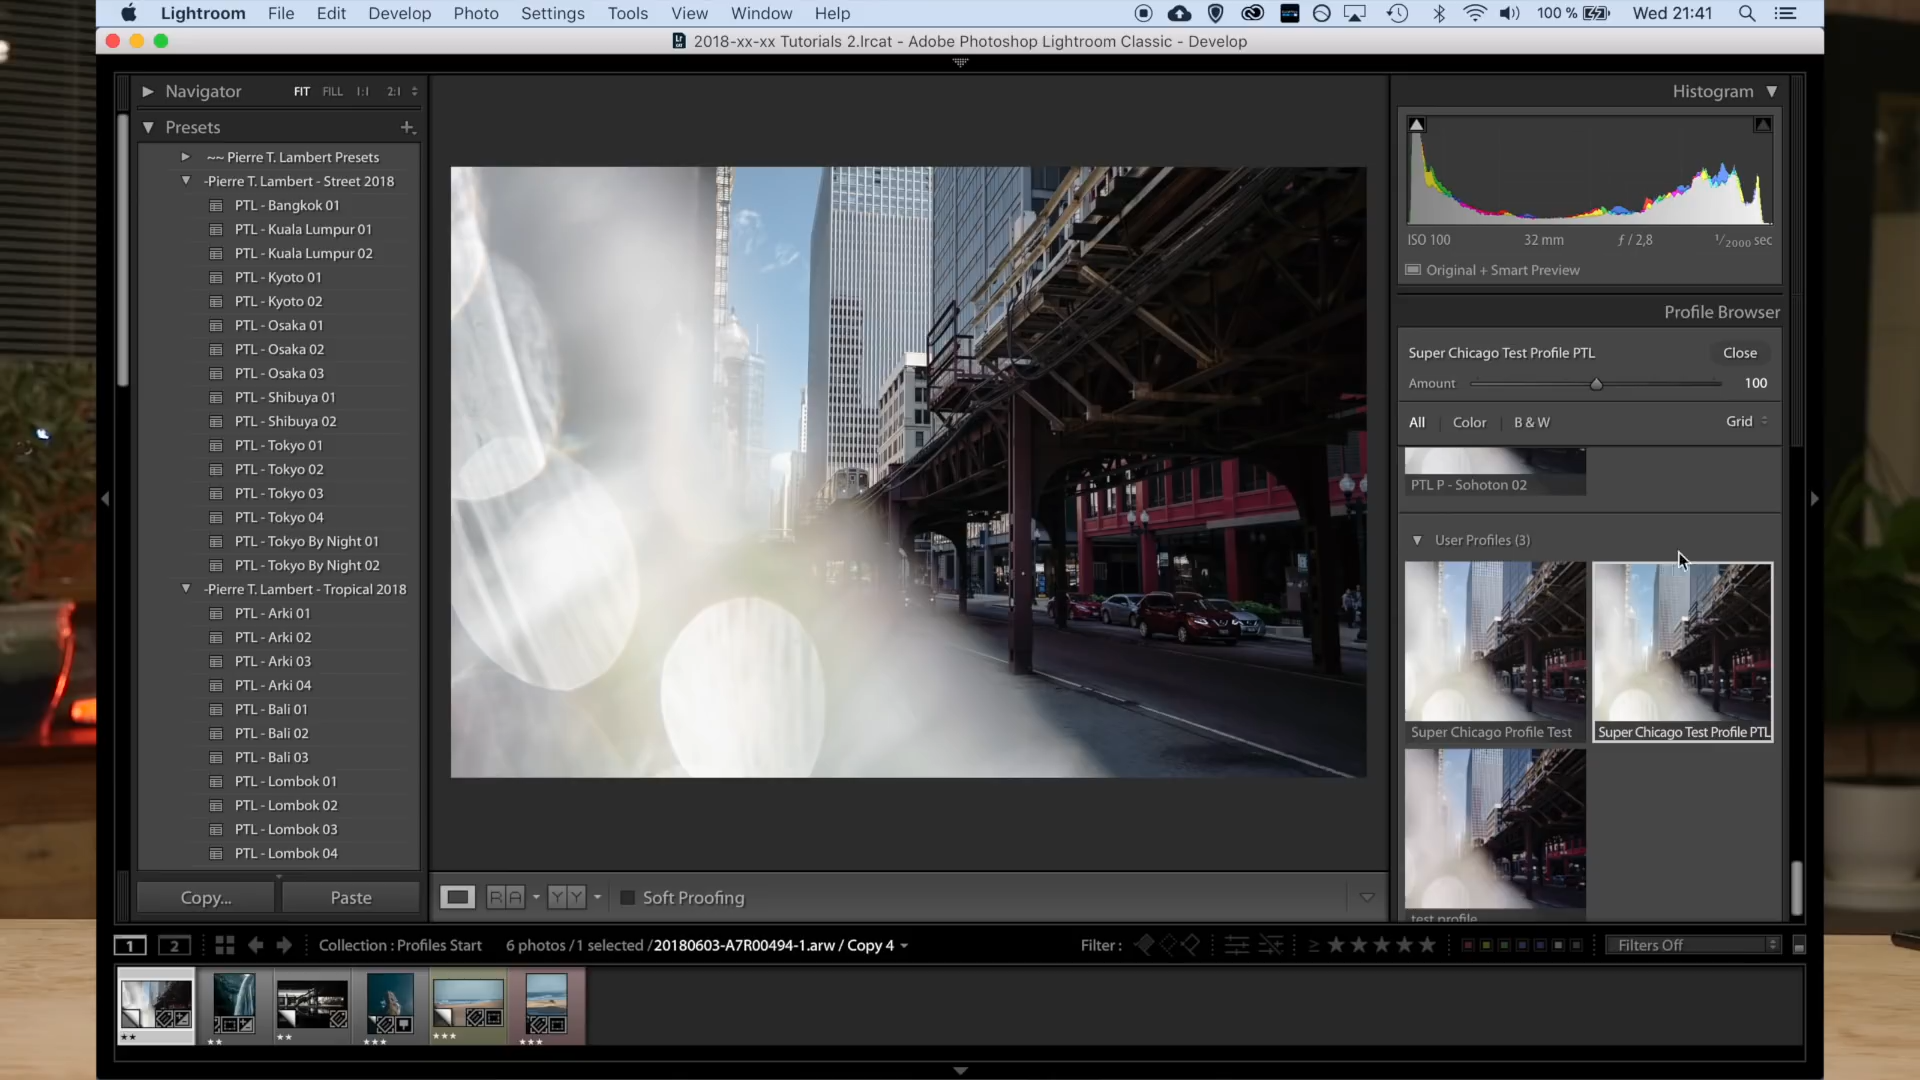 Lightroom File Edit Develop Photo Settings Tools View Window Help 100 % Wed 21:41
2018-xx-xx Tutorials 2.lrcat - Adobe Photoshop Lightroom Classic - Develop
Navigator FIT FILL 1:1 2:1
Presets
~~ Pierre T. Lambert Presets
-Pierre T. Lambert - Street 2018
PTL - Bangkok 01
PTL - Kuala Lumpur 01
PTL - Kuala Lumpur 02
PTL - Kyoto 01
PTL - Kyoto 02
PTL - Osaka 01
PTL - Osaka 02
PTL - Osaka 03
PTL - Shibuya 01
PTL - Shibuya 02
PTL - Tokyo 01
PTL - Tokyo 02
PTL - Tokyo 03
PTL - Tokyo 04
PTL - Tokyo By Night 01
PTL - Tokyo By Night 02
-Pierre T. Lambert - Tropical 2018
PTL - Arki 01
PTL - Arki 02
PTL - Arki 03
PTL - Arki 04
PTL - Bali 01
PTL - Bali 02
PTL - Bali 03
PTL - Lombok 01
PTL - Lombok 02
PTL - Lombok 03
PTL - Lombok 04
Copy... Paste
R A Y Y Soft Proofing
Histogram
ISO 100 32 mm ƒ / 2,8 1/2000 sec
Original + Smart Preview
Profile Browser
Super Chicago Test Profile PTL Close
Amount 100
All Color B & W Grid
PTL P - Sohoton 02
User Profiles (3)
Super Chicago Profile Test Super Chicago Test Profile PTL
test profile
1 2 Collection : Profiles Start 6 photos / 1 selected / 20180603-A7R00494-1.arw / Copy 4 Filter : ≥ Filters Off